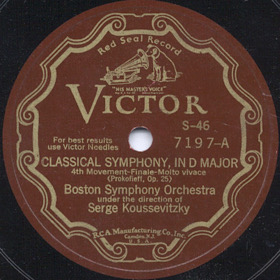 Red Seal Record
"HIS MASTER'S VOICE"
VICTOR
For best results
use Victor Needles
S-46
7197-A
CLASSICAL SYMPHONY, IN D MAJOR
4th Movement-Finale-Molto vivace
(Prokofieff, Op. 25)
Boston Symphony Orchestra
under the direction of
Serge Koussevitzky
R.C.A. Manufacturing Co., Inc.
Camden, N.J.
U.S.A.